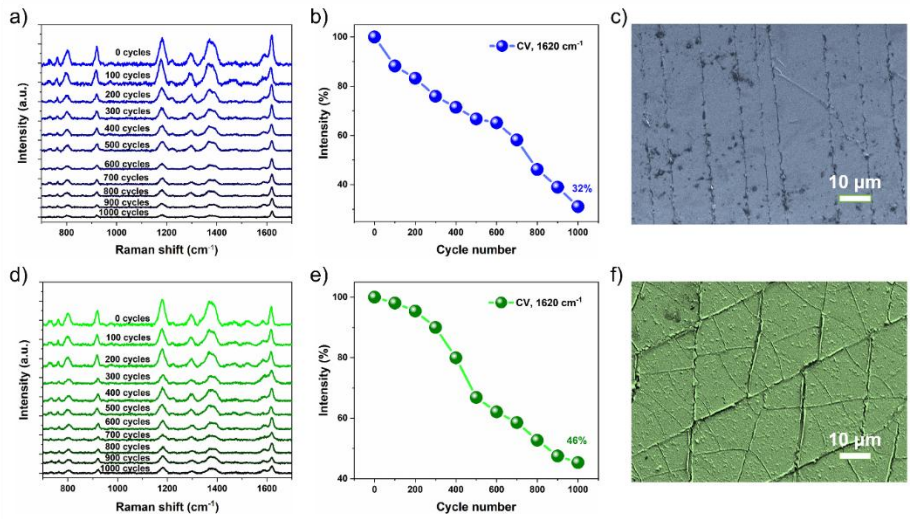 a)
Intensity (a.u.)
0 cycles
100 cycles
200 cycles
300 cycles
400 cycles
500 cycles
600 cycles
700 cycles
800 cycles
900 cycles
1000 cycles
800 1000 1200 1400 1600
Raman shift (cm⁻¹)
b)
Intensity (%)
100
80
60
40
CV, 1620 cm⁻¹
32%
0 200 400 600 800 1000
Cycle number
c)
10 µm
d)
Intensity (a.u.)
0 cycles
100 cycles
200 cycles
300 cycles
400 cycles
500 cycles
600 cycles
700 cycles
800 cycles
900 cycles
1000 cycles
800 1000 1200 1400 1600
Raman shift (cm⁻¹)
e)
Intensity (%)
100
80
60
40
CV, 1620 cm⁻¹
46%
0 200 400 600 800 1000
Cycle number
f)
10 µm